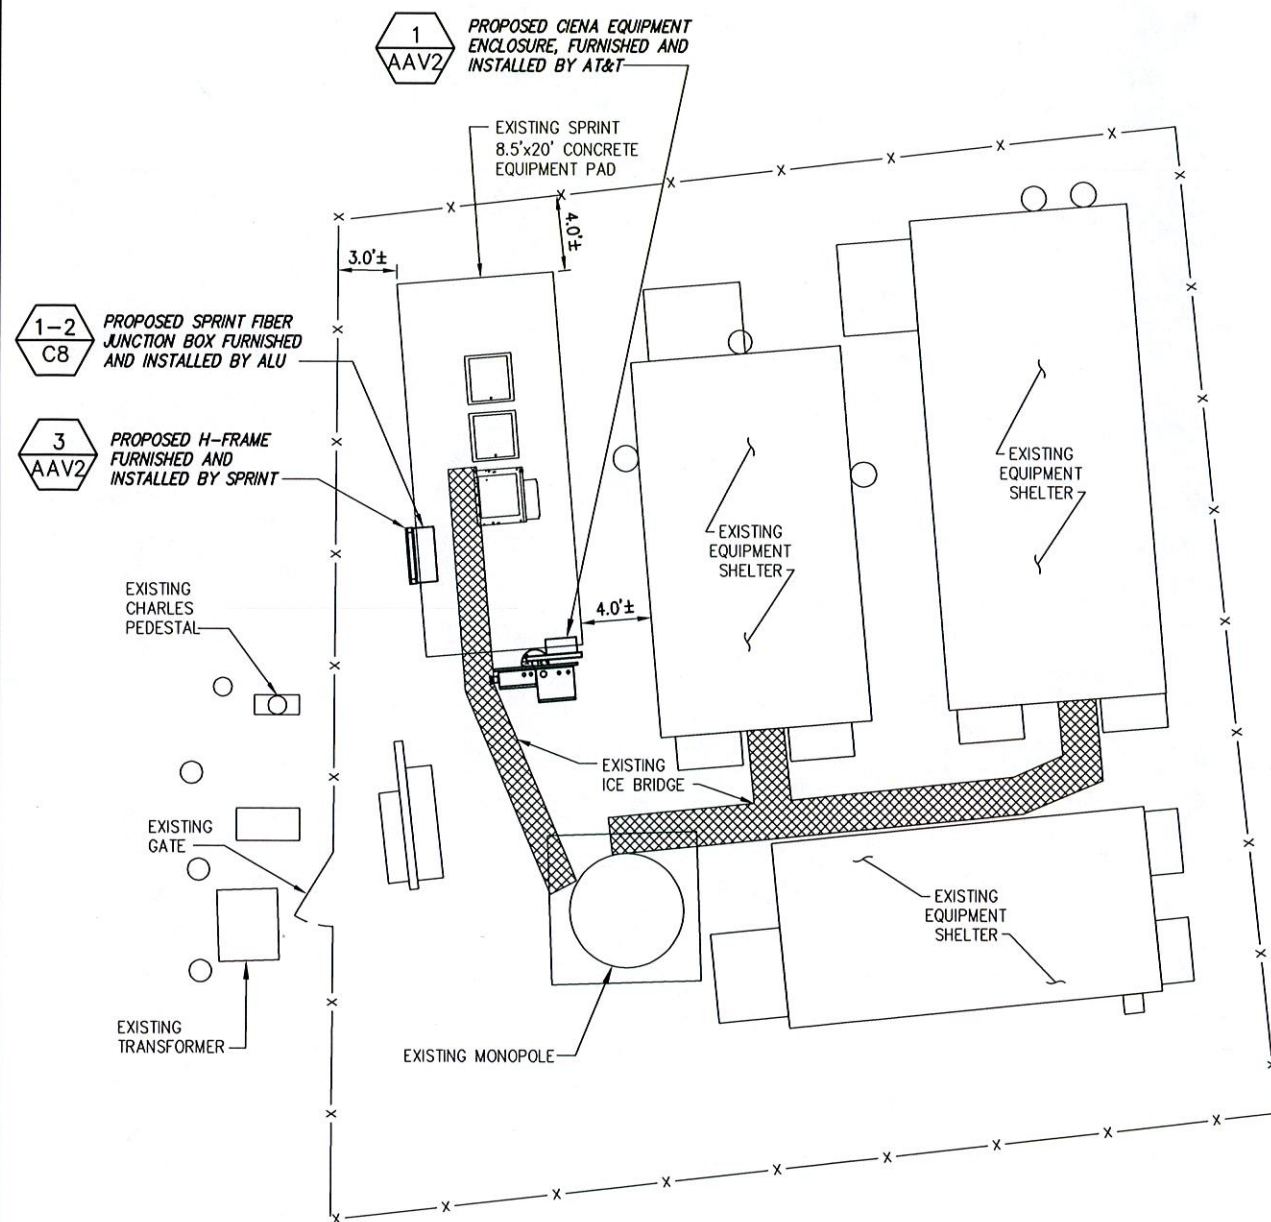 1
AAV2
PROPOSED CIENA EQUIPMENT
ENCLOSURE, FURNISHED AND
INSTALLED BY AT&T
EXISTING SPRINT
8.5'x20' CONCRETE
EQUIPMENT PAD
4.0'±
3.0'±
1-2
C8
PROPOSED SPRINT FIBER
JUNCTION BOX FURNISHED
AND INSTALLED BY ALU
3
AAV2
PROPOSED H-FRAME
FURNISHED AND
INSTALLED BY SPRINT
EXISTING
EQUIPMENT
SHELTER
EXISTING
EQUIPMENT
SHELTER
4.0'±
EXISTING
CHARLES
PEDESTAL
EXISTING
ICE BRIDGE
EXISTING
GATE
EXISTING
EQUIPMENT
SHELTER
EXISTING
TRANSFORMER
EXISTING MONOPOLE